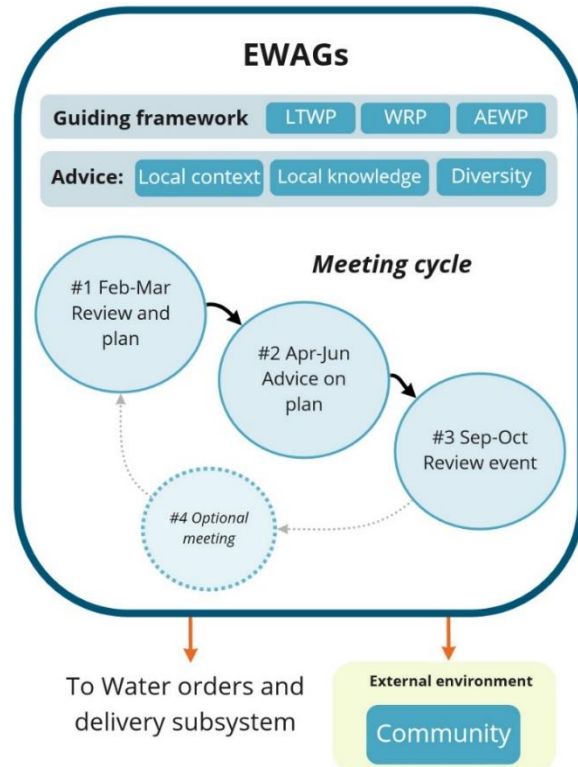 EWAGs
Guiding framework LTWP WRP AEWP
Advice: Local context Local knowledge Diversity
Meeting cycle
#1 Feb-Mar
Review and
plan
#2 Apr-Jun
Advice on
plan
#3 Sep-Oct
Review event
#4 Optional
meeting
To Water orders and
delivery subsystem
External environment
Community